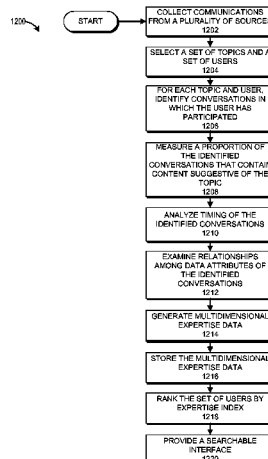 1200
START
COLLECT COMMUNICATIONS
FROM A PLURALITY OF SOURCES
1202
SELECT A SET OF TOPICS AND A
SET OF USERS
1204
FOR EACH TOPIC AND USER,
IDENTIFY CONVERSATIONS IN
WHICH THE USER HAS
PARTICIPATED
1206
MEASURE A PROPORTION OF
THE IDENTIFIED
CONVERSATIONS THAT CONTAIN
CONTENT SUGGESTIVE OF THE
TOPIC
1208
ANALYZE TIMING OF THE
IDENTIFIED CONVERSATIONS
1210
EXAMINE RELATIONSHIPS
AMONG DATA ATTRIBUTES OF
THE IDENTIFIED
CONVERSATIONS
1212
GENERATE MULTIDIMENSIONAL
EXPERTISE DATA
1214
STORE THE MULTIDIMENSIONAL
EXPERTISE DATA
1216
RANK THE SET OF USERS BY
EXPERTISE INDEX
1218
PROVIDE A SEARCHABLE
INTERFACE
1220